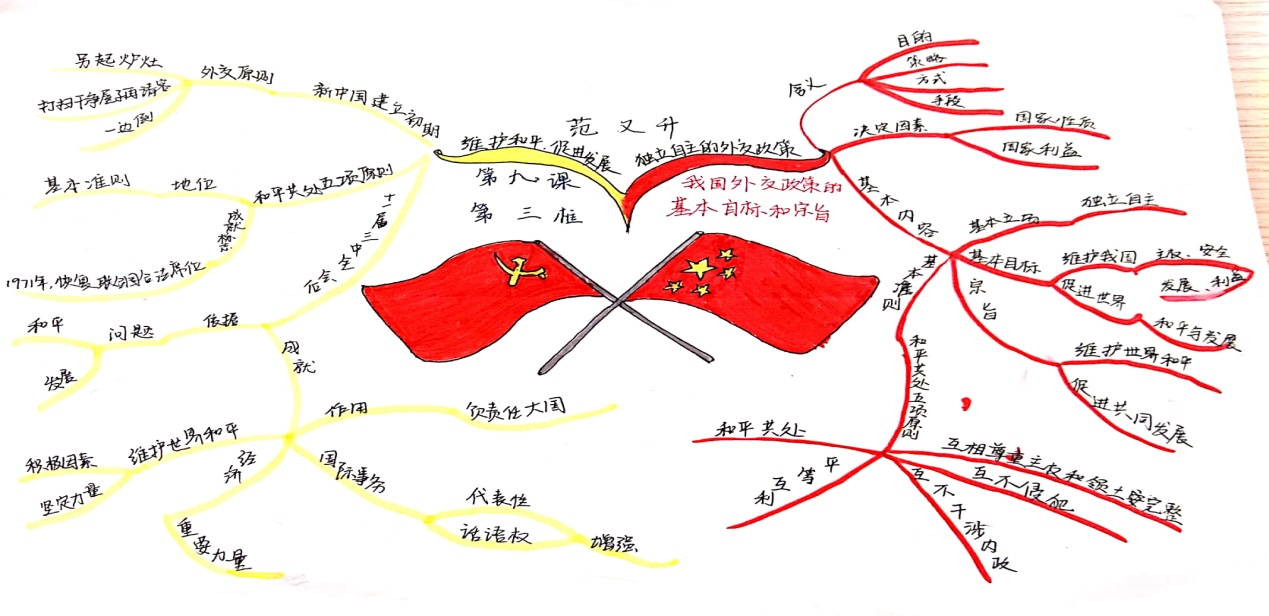 范又升
维护和平 促进发展
独立自主的外交政策
第九课
第三框
我国外交政策的
基本目标和宗旨
新中国建立初期
外交原则
另起炉灶
打扫干净屋子再请客
一边倒
和平共处五项原则
地位
基本准则
成就
1971年,恢复联合国合法席位
十一届三中全会
依据
问题
和平
发展
成就
作用
负责任大国
维护世界和平
积极因素
坚定力量
经济
重要力量
国际事务
代表性
话语权
增强
含义
目的
策略
方式
手段
决定因素
国家性质
国家利益
基本内容
基本立场
独立自主
基本目标
维护我国
主权、安全
发展、利益
促进世界
和平与发展
宗旨
维护世界和平
促进共同发展
基本准则
和平共处五项原则
和平共处
平等互利
互相尊重主权和领土安完整
互不侵犯
互不干涉内政